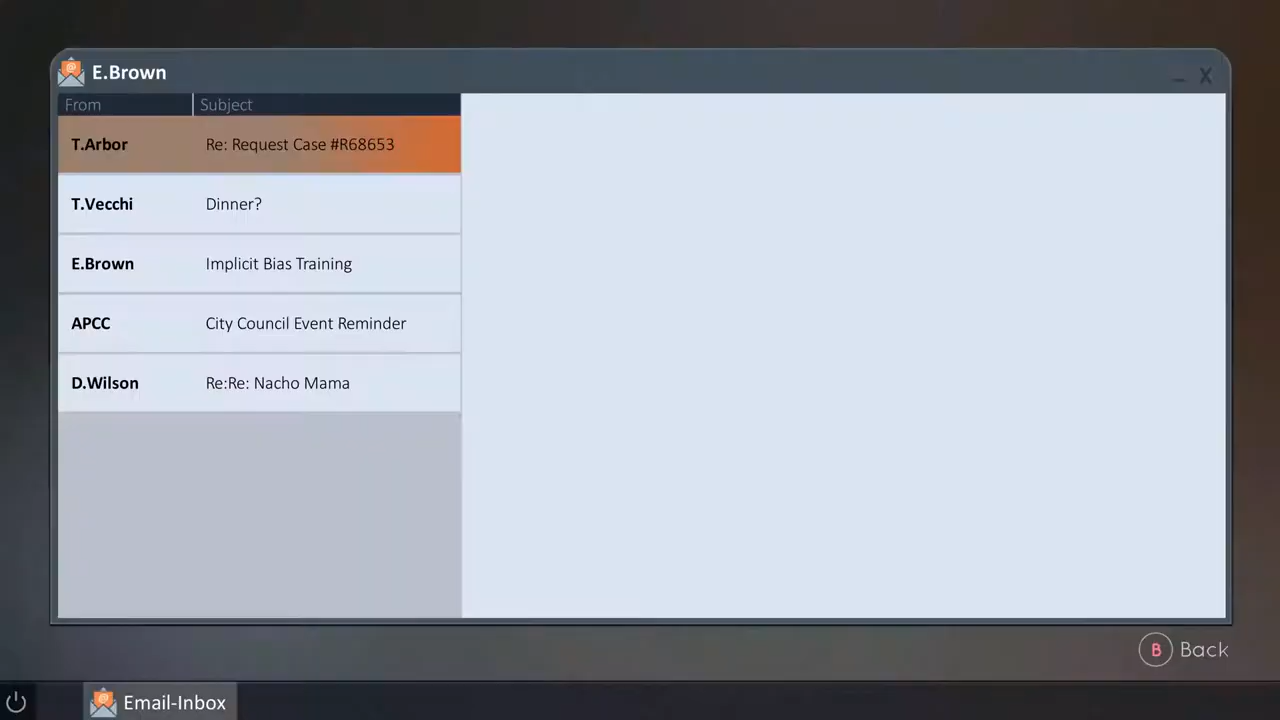 E.Brown
From Subject
T.Arbor Re: Request Case #R68653
T.Vecchi Dinner?
E.Brown Implicit Bias Training
APCC City Council Event Reminder
D.Wilson Re:Re: Nacho Mama
B Back
Email-Inbox